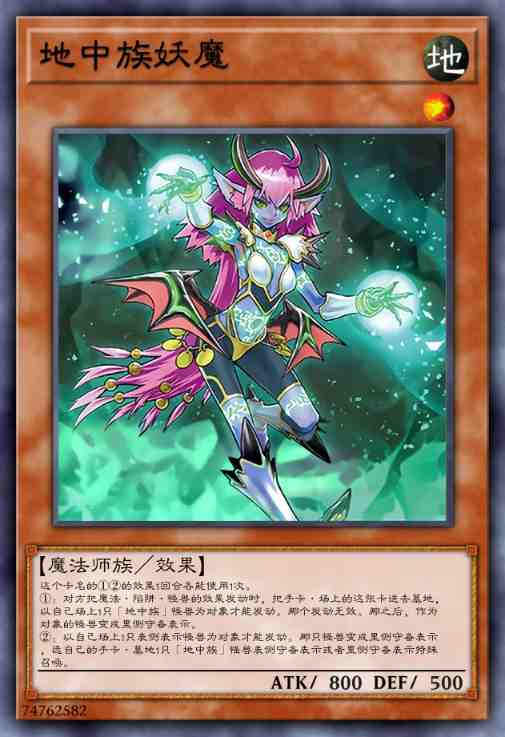 地中族妖魔
地
【魔法师族／效果】
这个卡名的①②的效果1回合各能使用1次。
①：对方把魔法·陷阱·怪兽的效果发动时，把手卡·场上的这张卡送去墓地，
以自己场上1只「地中族」怪兽为对象才能发动。那个发动无效。那之后，作为
对象的怪兽变成里侧守备表示。
②：以自己场上1只表侧表示怪兽为对象才能发动。那只怪兽变成里侧守备表示
，选自己的手卡·墓地1只「地中族」怪兽表侧守备表示或者里侧守备表示特殊
召唤。
ATK/ 800 DEF/ 500
74762582